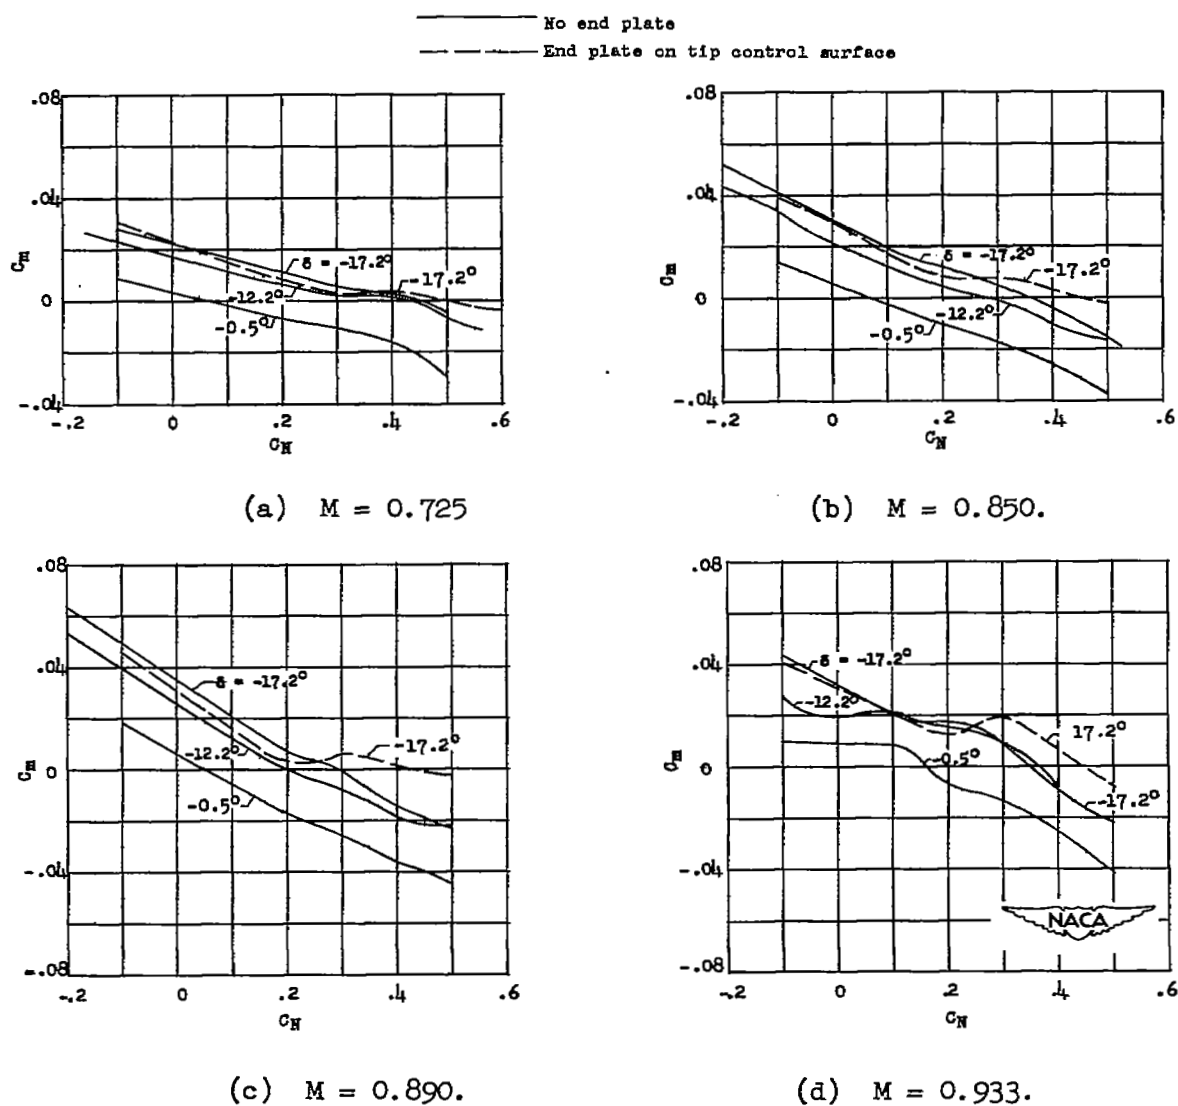 No end plate
End plate on tip control surface
.08
.04
0
-.04
Cm
δ = -17.2°
-17.2°
-12.2°
-0.5°
-.2 0 .2 .4 .6
CN
(a) M = 0.725
.08
.04
0
-.04
Cm
δ = -17.2°
-17.2°
-12.2°
-0.5°
-.2 0 .2 .4 .6
CN
(b) M = 0.850.
.08
.04
0
-.04
-.08
Cm
δ = -17.2°
-17.2°
-12.2°
-0.5°
-.2 0 .2 .4 .6
CN
(c) M = 0.890.
.08
.04
0
-.04
-.08
Cm
δ = -17.2°
-12.2°
17.2°
-0.5°
-17.2°
NACA
-.2 0 .2 .4 .6
CN
(d) M = 0.933.